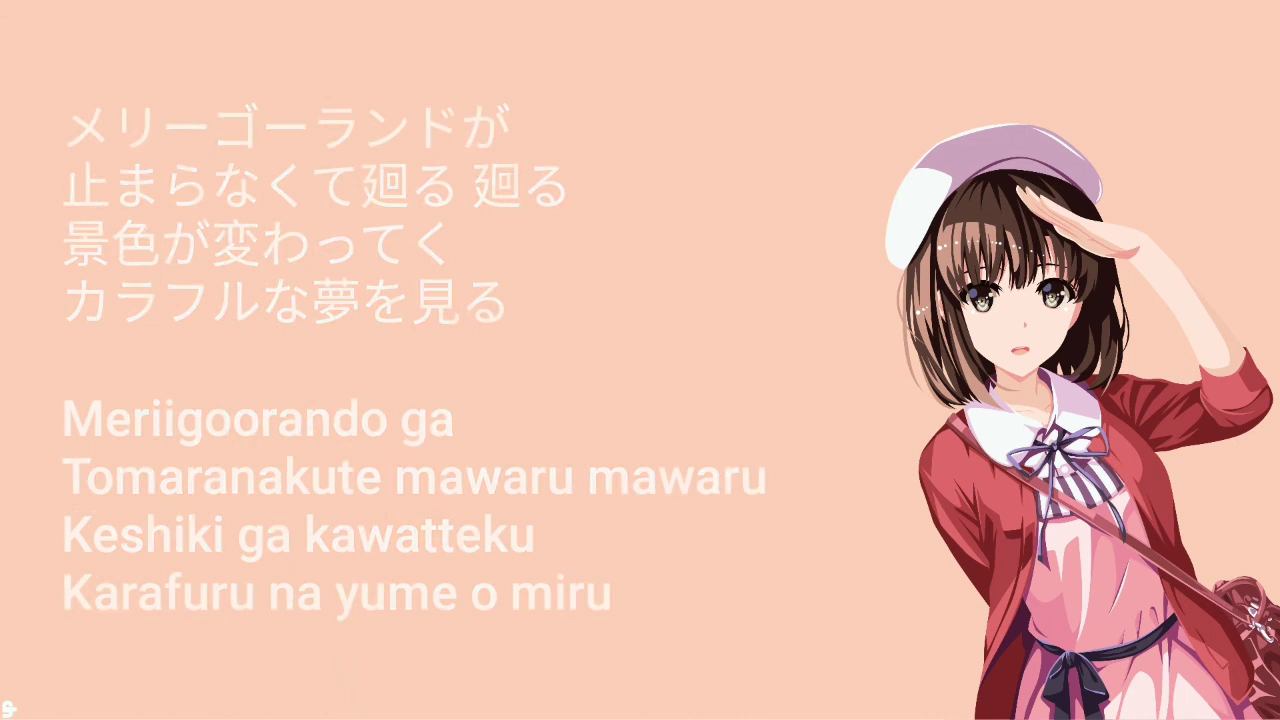 メリーゴーランドが
止まらなくて廻る 廻る
景色が変わってく
カラフルな夢を見る
Meriigoorando ga
Tomaranakute mawaru mawaru
Keshiki ga kawatteku
Karafuru na yume o miru